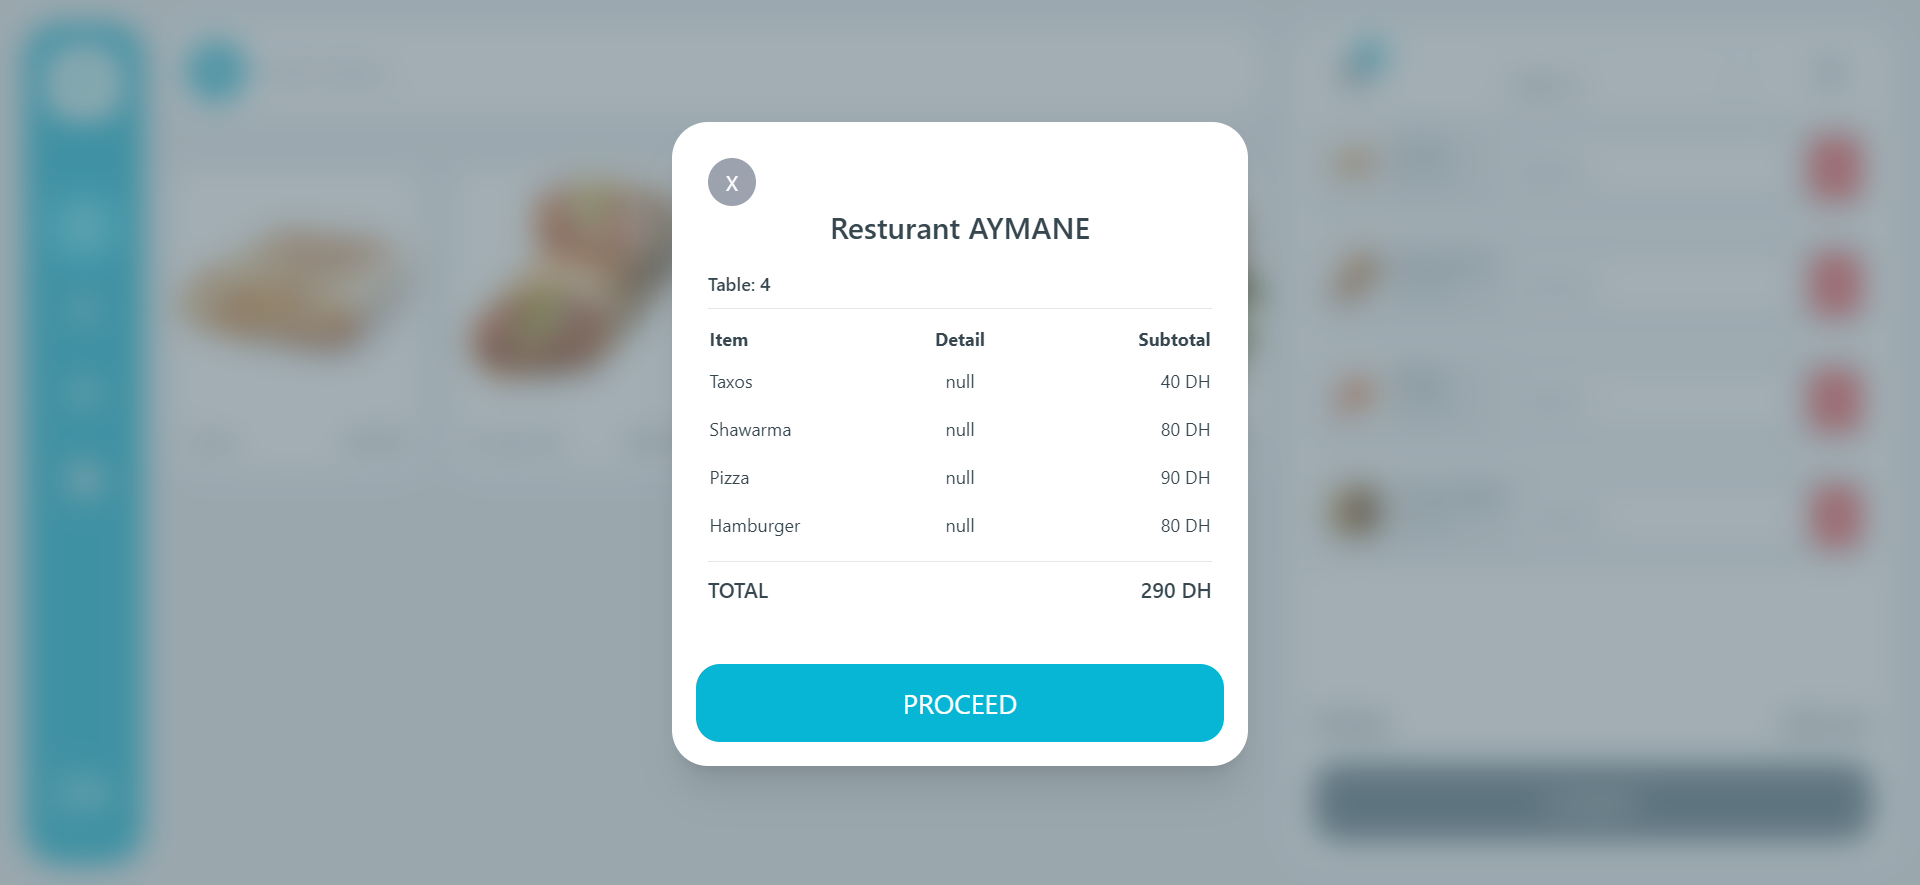 X
Resturant AYMANE
Table: 4
Item Detail Subtotal
Taxos null 40 DH
Shawarma null 80 DH
Pizza null 90 DH
Hamburger null 80 DH
TOTAL 290 DH
PROCEED